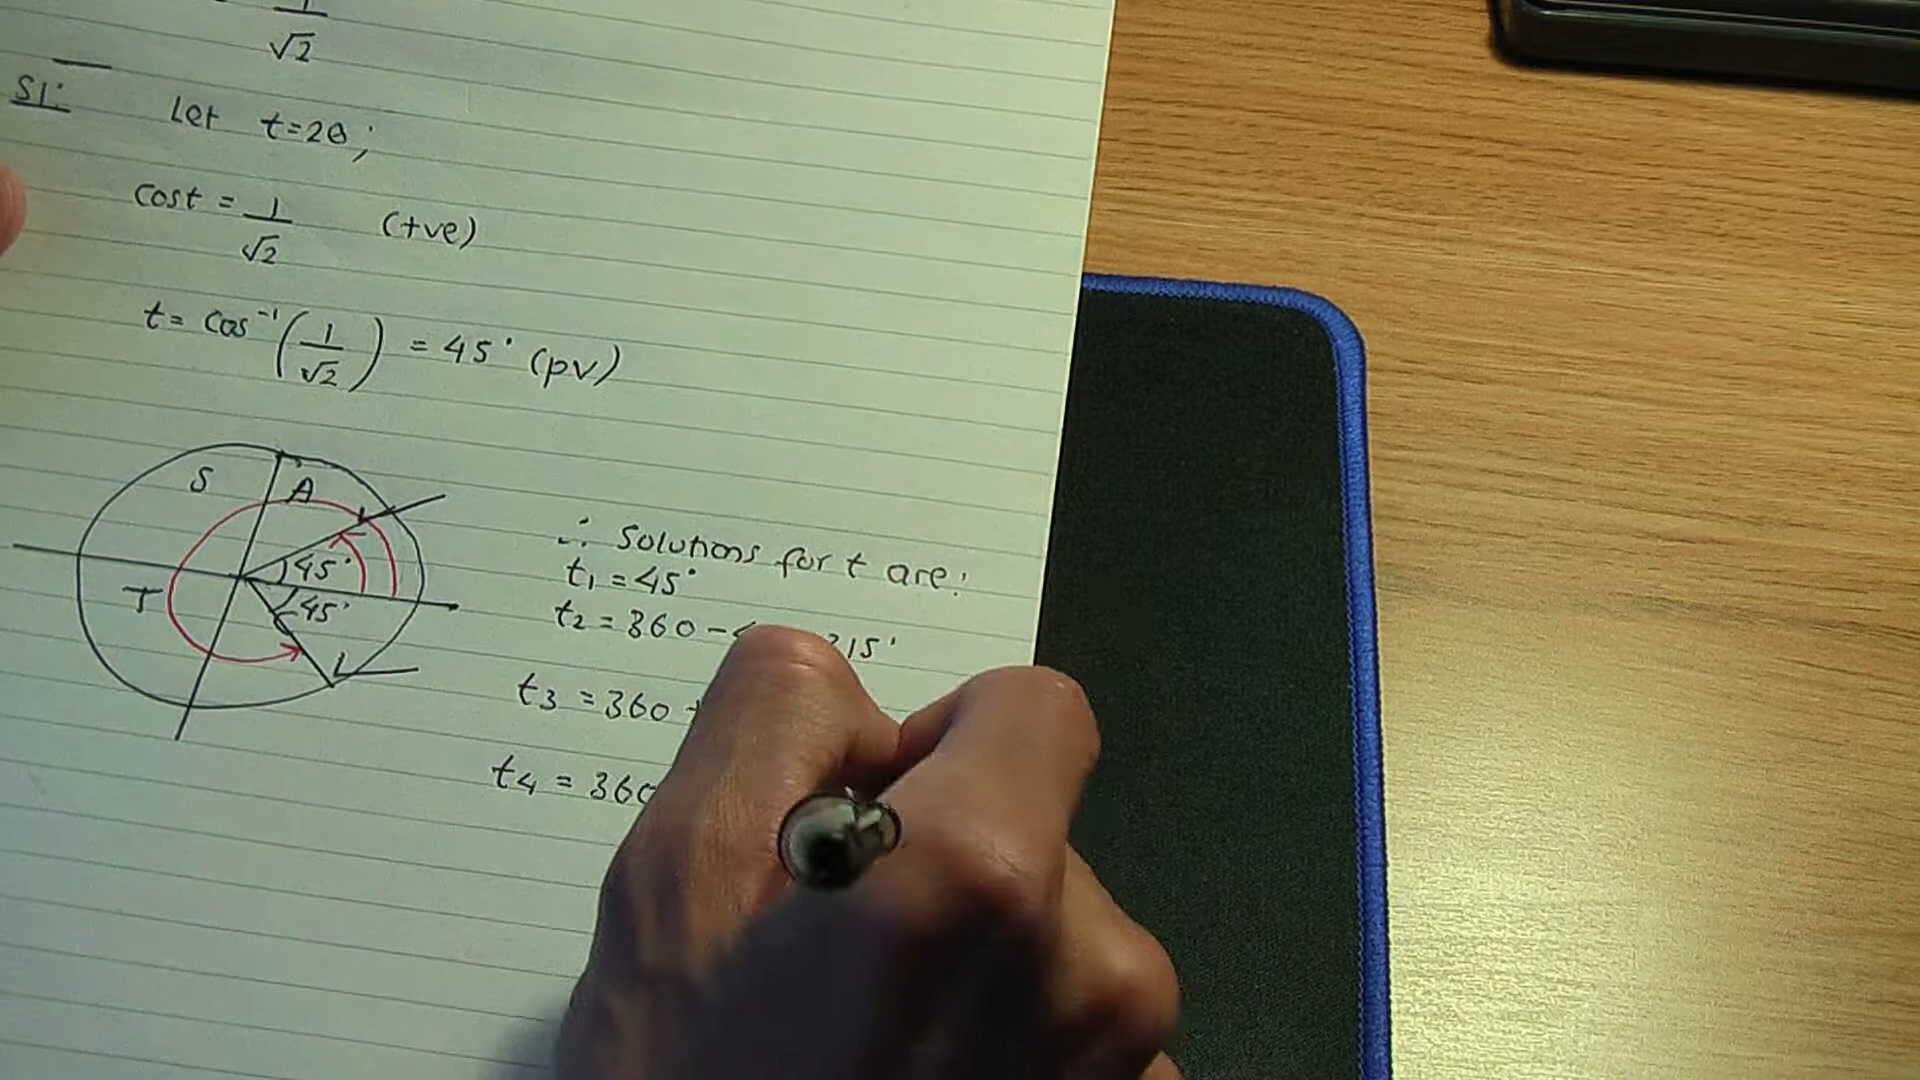 1
√2
S1:
Let t=2θ;
Cost = 1/√2 (+ve)
t= Cos⁻¹(1/√2) = 45° (pv)
S A
45°
T
45°
∴ Solutions for t are:
t₁ = 45°
t₂ = 360 - 315°
t₃ = 360 +
t₄ = 360